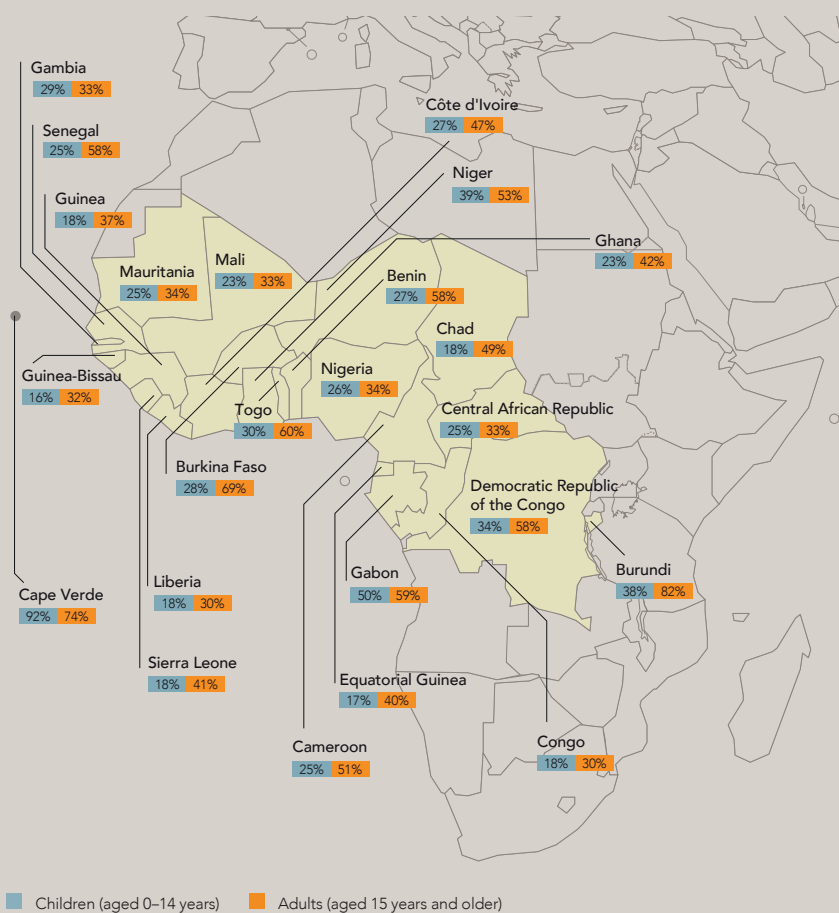 Gambia
29% 33%
Côte d'Ivoire
27% 47%
Senegal
25% 58%
Niger
39% 53%
Guinea
18% 37%
Ghana
23% 42%
Mali
23% 33%
Mauritania
25% 34%
Benin
27% 58%
Chad
18% 49%
Nigeria
26% 34%
Guinea-Bissau
16% 32%
Togo
30% 60%
Central African Republic
25% 33%
Burkina Faso
28% 69%
Democratic Republic
of the Congo
34% 58%
Burundi
38% 82%
Gabon
50% 59%
Liberia
18% 30%
Cape Verde
92% 74%
Sierra Leone
18% 41%
Equatorial Guinea
17% 40%
Cameroon
25% 51%
Congo
18% 30%
Children (aged 0–14 years) Adults (aged 15 years and older)